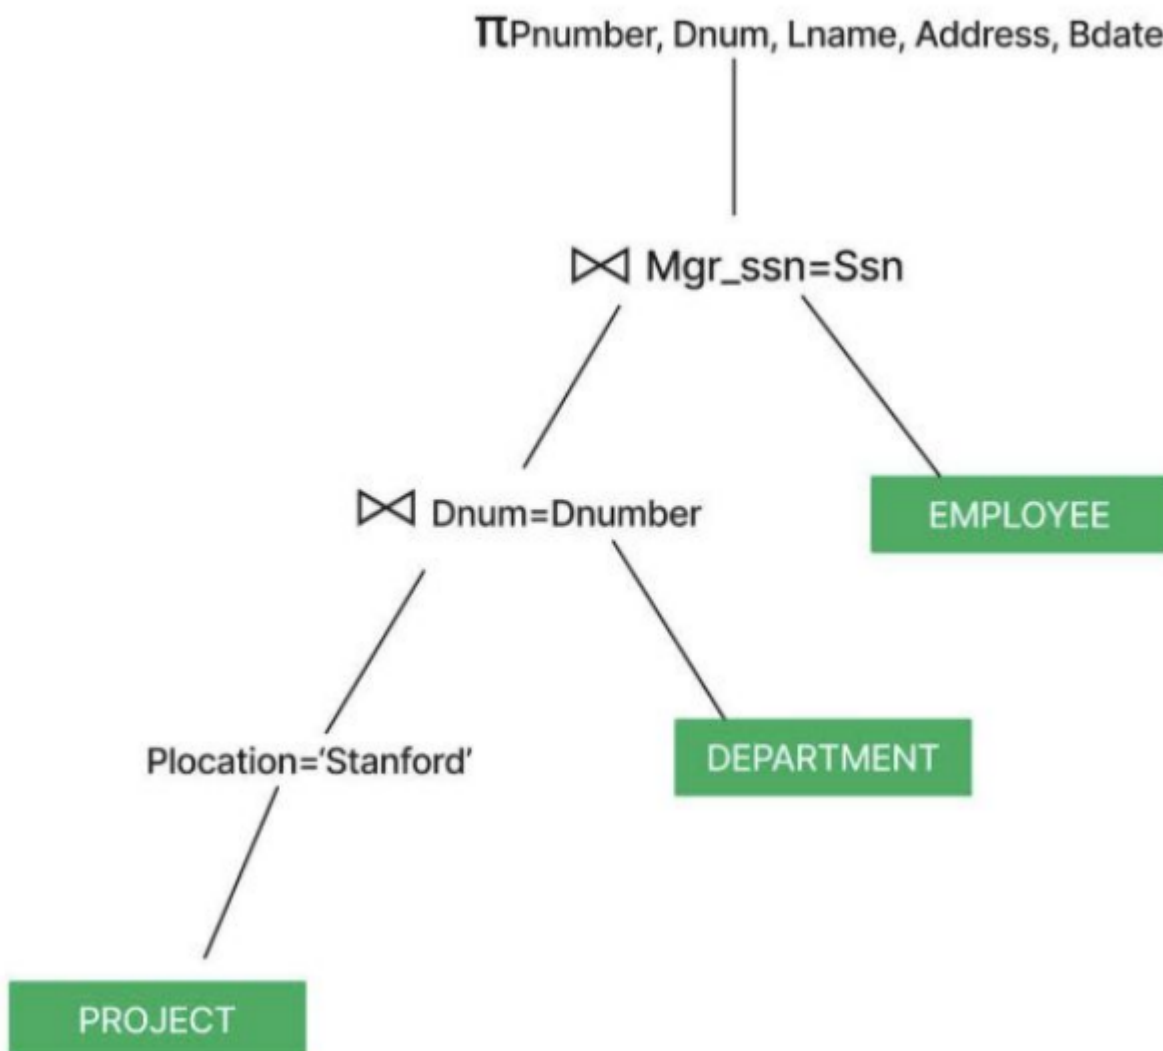 πPnumber, Dnum, Lname, Address, Bdate
⋈ Mgr_ssn=Ssn
EMPLOYEE
⋈ Dnum=Dnumber
DEPARTMENT
Plocation=‘Stanford’
PROJECT